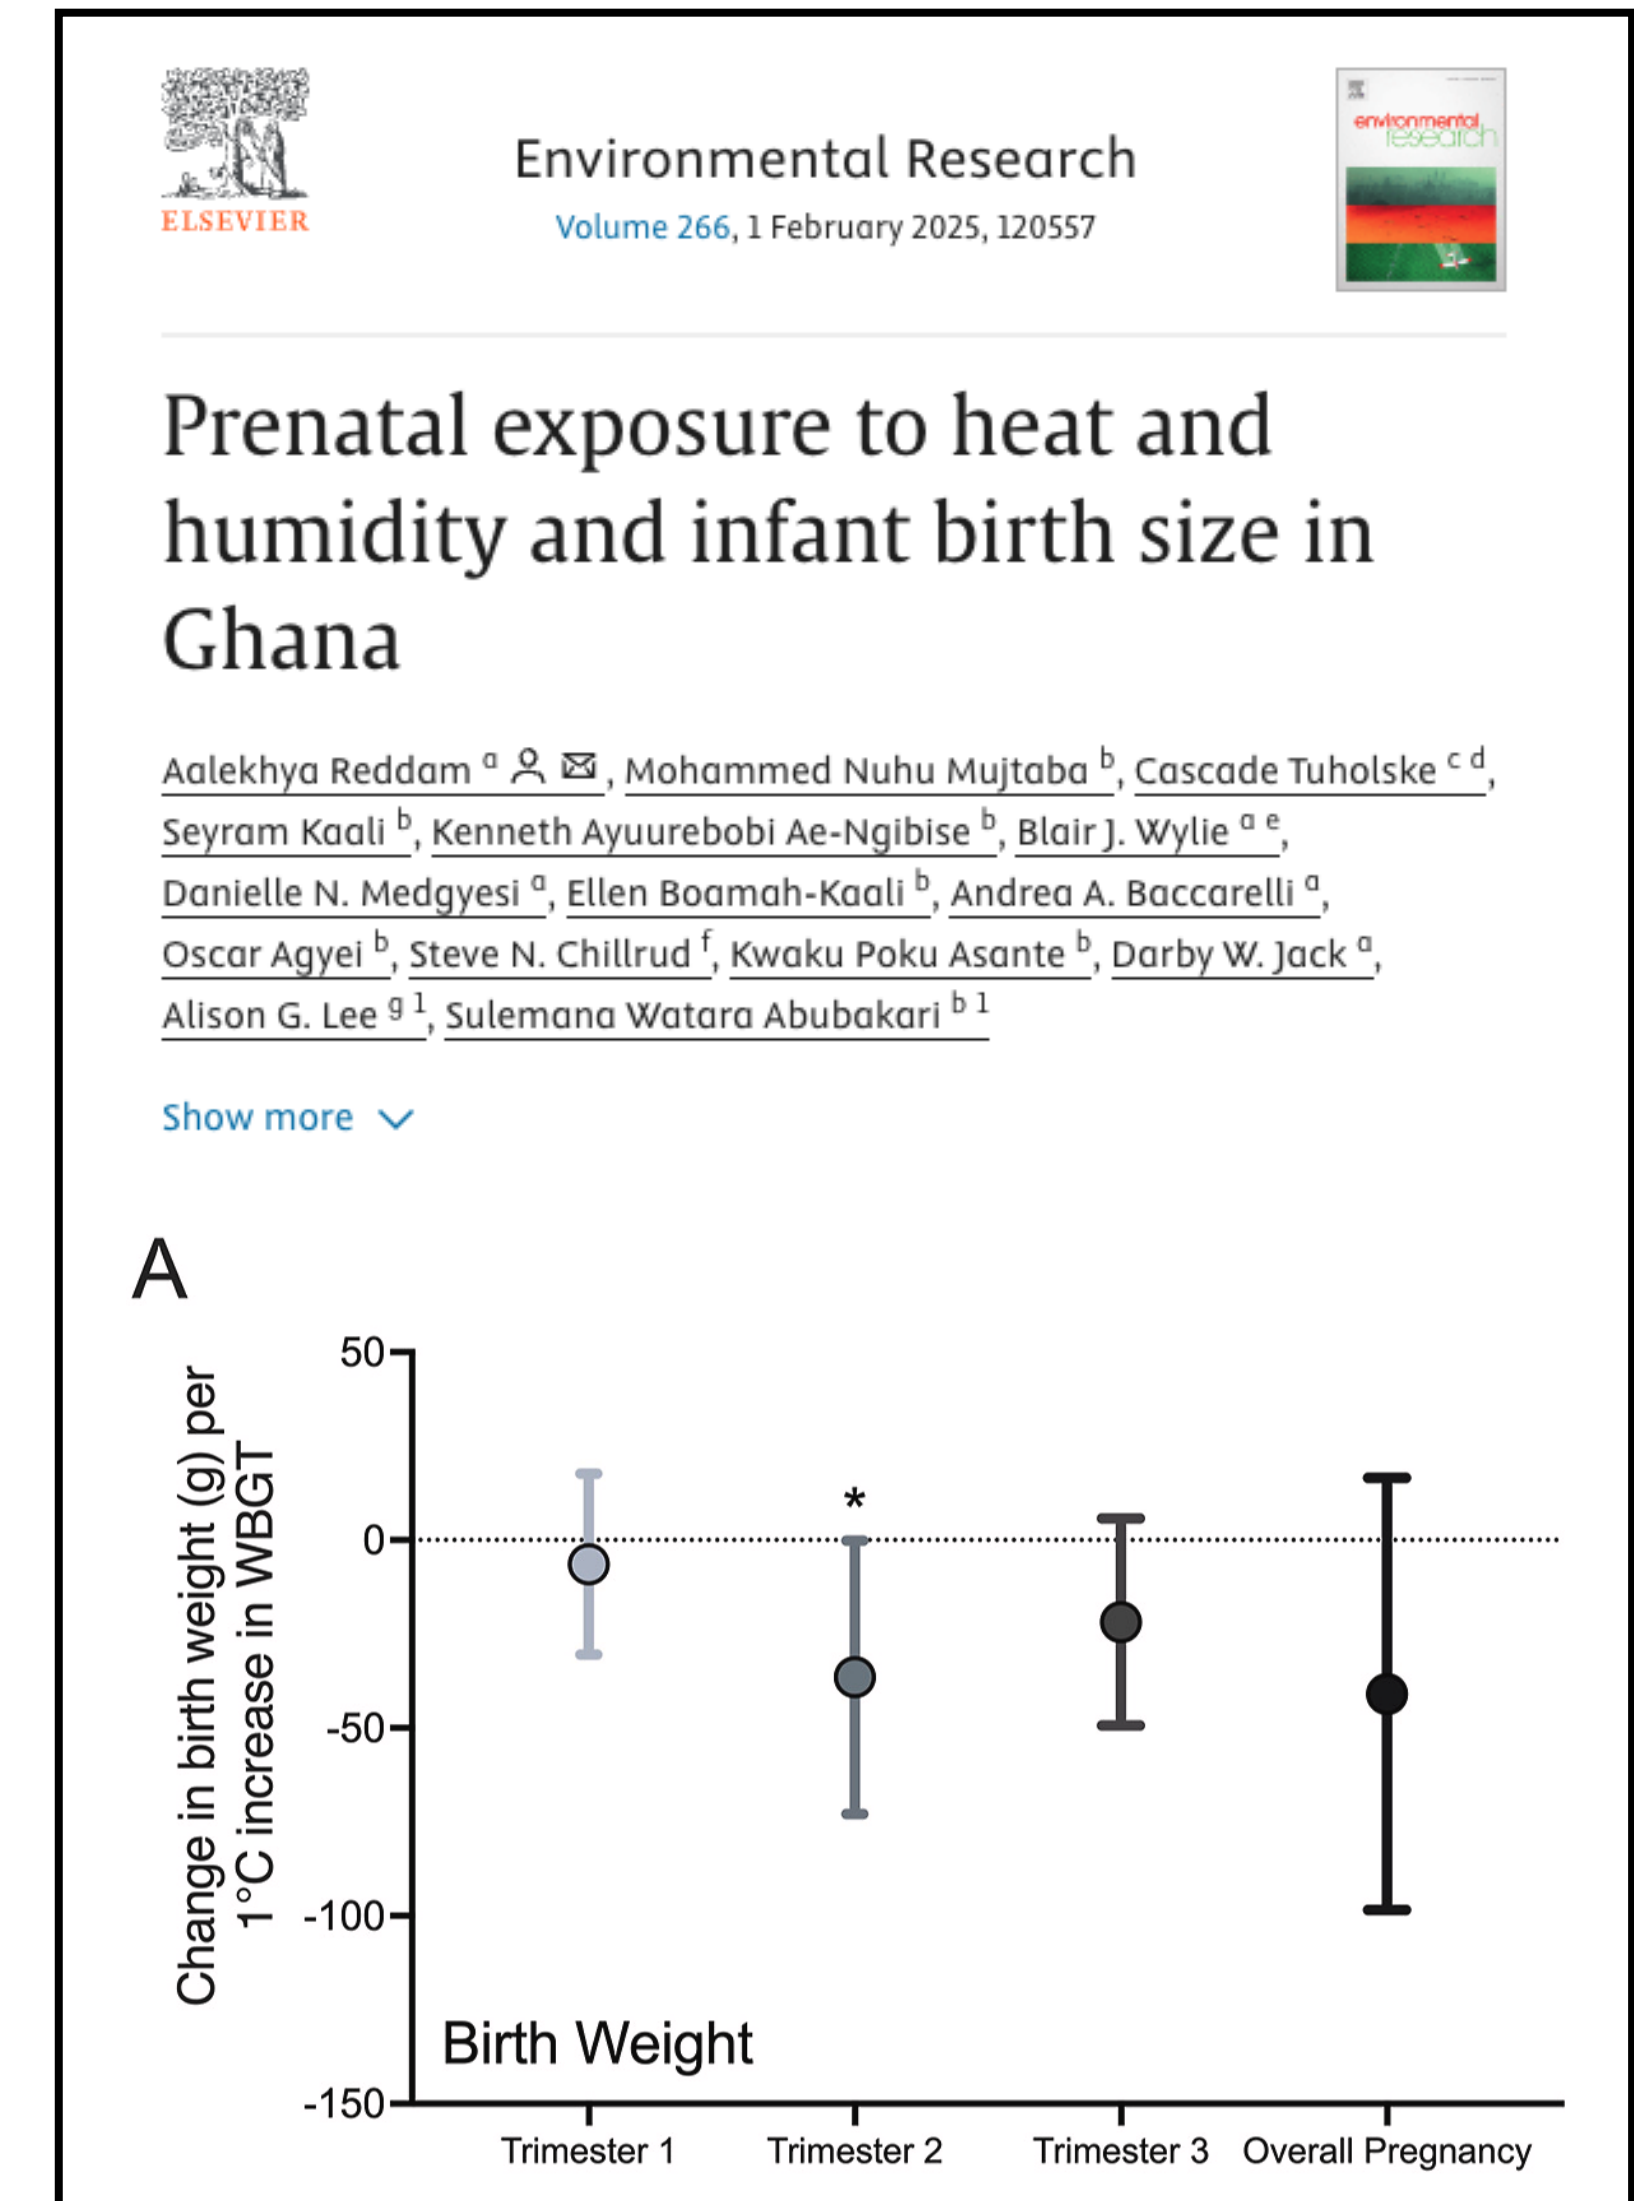 ELSEVIER
Environmental Research
Volume 266, 1 February 2025, 120557
environmental
research
Prenatal exposure to heat and
humidity and infant birth size in
Ghana
Aalekhya Reddam a, Mohammed Nuhu Mujtaba b, Cascade Tuholske c d,
Seyram Kaali b, Kenneth Ayuurebobi Ae-Ngibise b, Blair J. Wylie a e,
Danielle N. Medgyesi a, Ellen Boamah-Kaali b, Andrea A. Baccarelli a,
Oscar Agyei b, Steve N. Chillrud f, Kwaku Poku Asante b, Darby W. Jack a,
Alison G. Lee g 1, Sulemana Watara Abubakari b 1
Show more
A
Change in birth weight (g) per
1°C increase in WBGT
50
0
-50
-100
-150
*
Birth Weight
Trimester 1 Trimester 2 Trimester 3 Overall Pregnancy